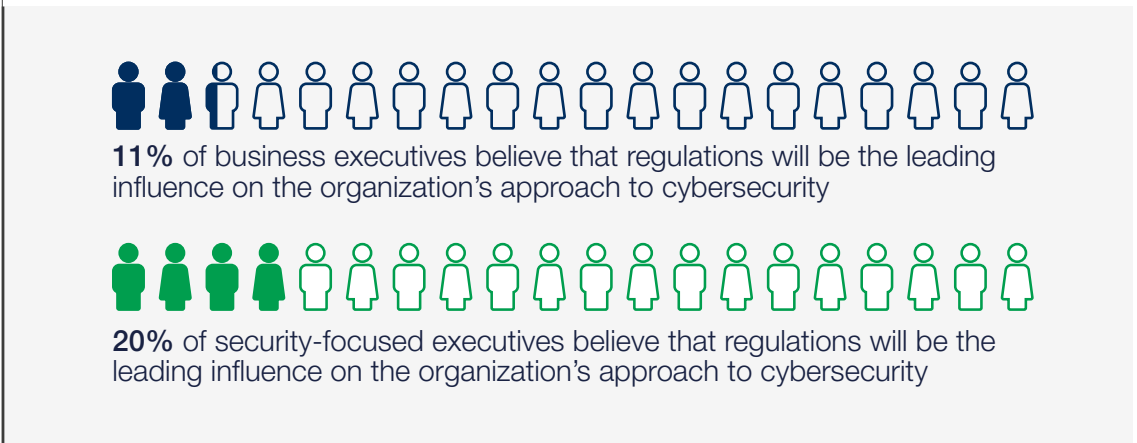 11% of business executives believe that regulations will be the leading
influence on the organization’s approach to cybersecurity
20% of security-focused executives believe that regulations will be the
leading influence on the organization’s approach to cybersecurity